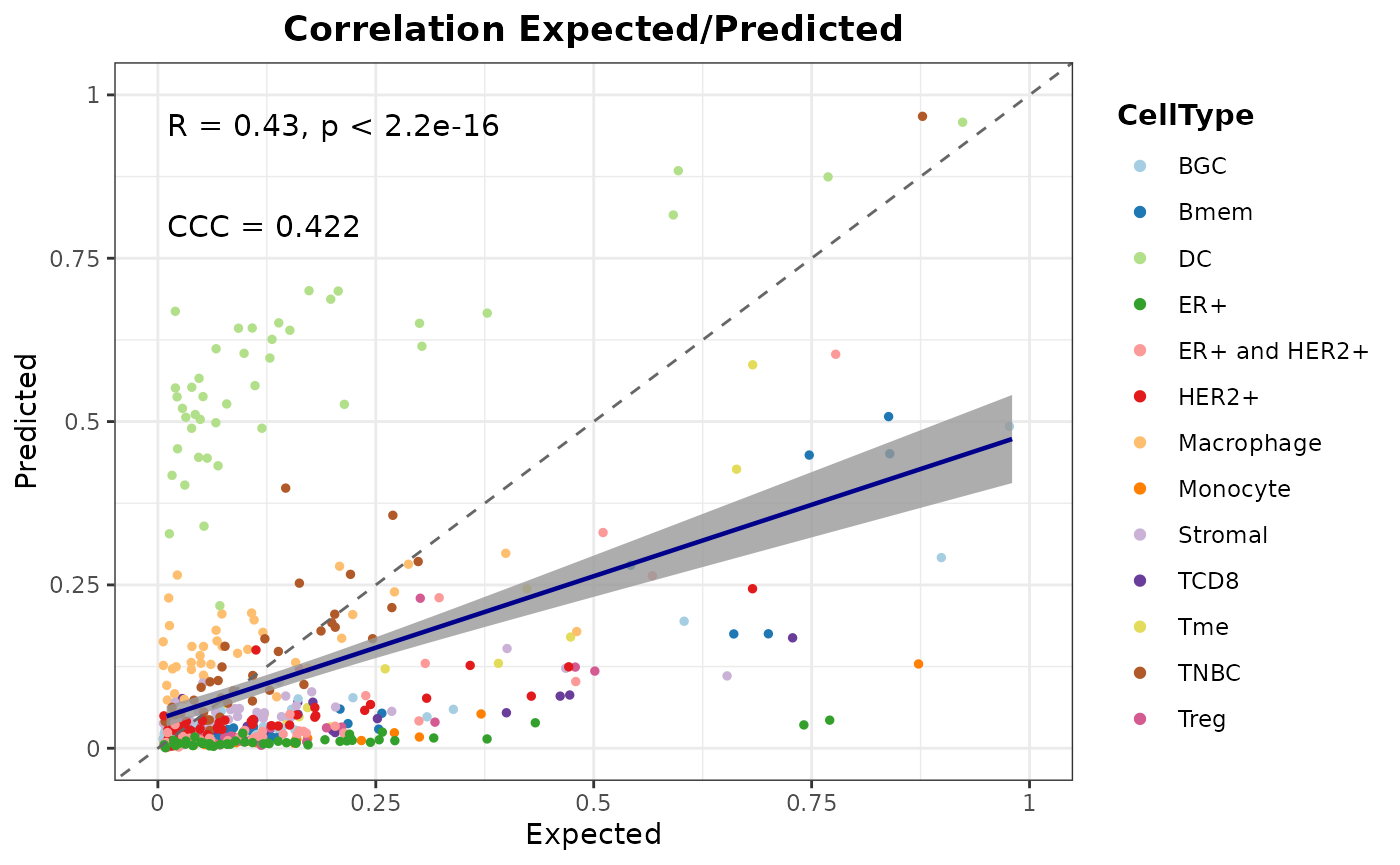 Correlation Expected/Predicted
R = 0.43, p < 2.2e-16
CCC = 0.422
Predicted
1
0.75
0.5
0.25
0
0
0.25
0.5
0.75
1
Expected
CellType
BGC
Bmem
DC
ER+
ER+ and HER2+
HER2+
Macrophage
Monocyte
Stromal
TCD8
Tme
TNBC
Treg